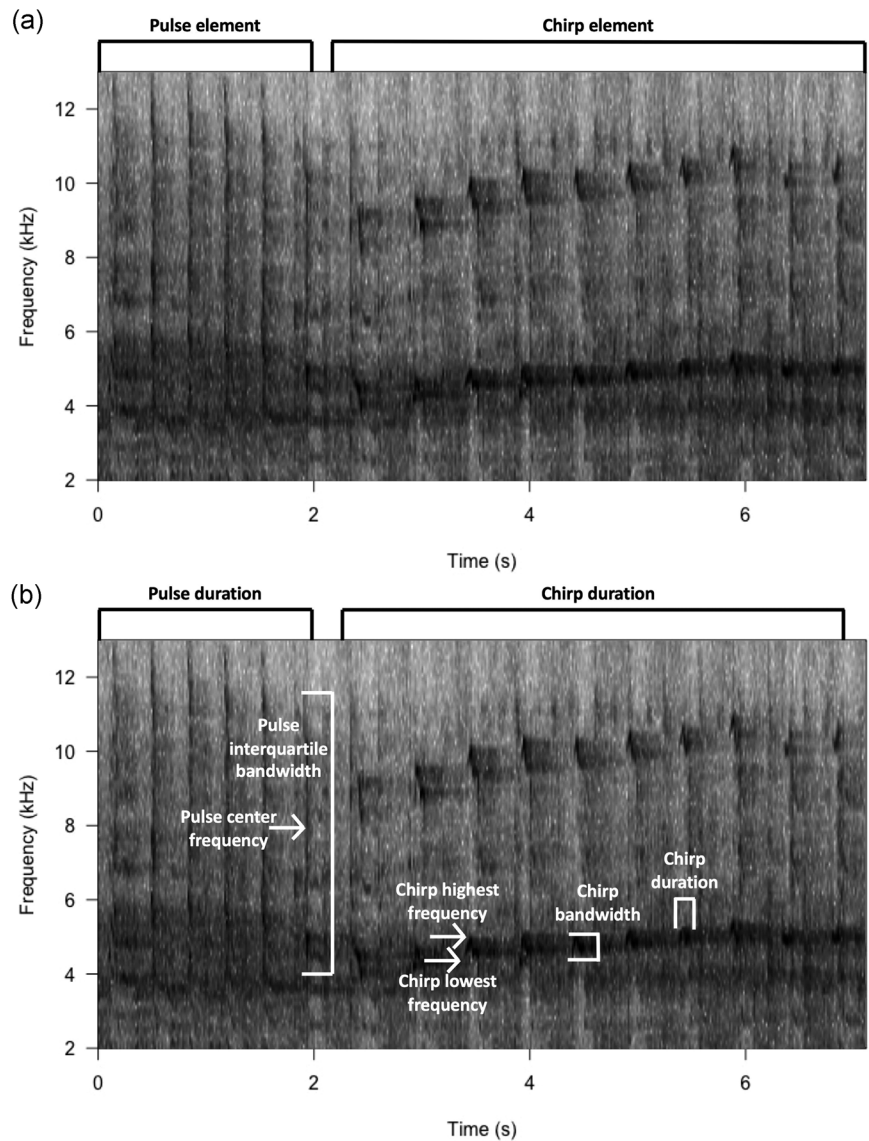 (a)
Pulse element
Chirp element
12
10
8
6
4
2
Frequency (kHz)
0
2
4
6
Time (s)
(b)
Pulse duration
Chirp duration
12
10
8
6
4
2
Frequency (kHz)
Pulse
interquartile
bandwidth
Pulse center
frequency
Chirp highest
frequency
Chirp lowest
frequency
Chirp
bandwidth
Chirp
duration
0
2
4
6
Time (s)